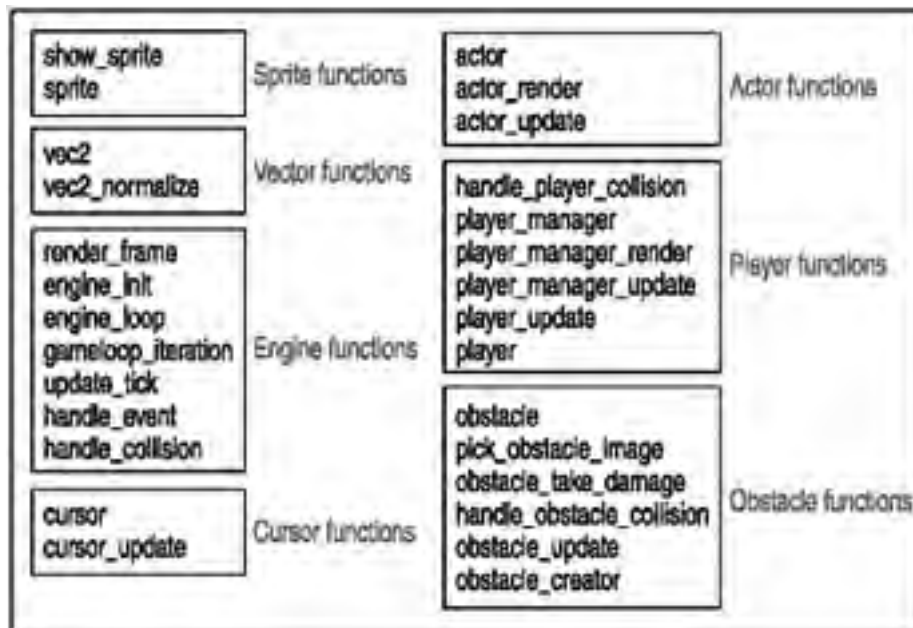 show_sprite
sprite
Sprite functions
vec2
vec2_normalize
Vector functions
render_frame
engine_init
engine_loop
gameloop_iteration
update_tick
handle_event
handle_collision
Engine functions
cursor
cursor_update
Cursor functions
actor
actor_render
actor_update
Actor functions
handle_player_collision
player_manager
player_manager_render
player_manager_update
player_update
player
Player functions
obstacle
pick_obstacle_image
obstacle_take_damage
handle_obstacle_collision
obstacle_update
obstacle_creator
Obstacle functions